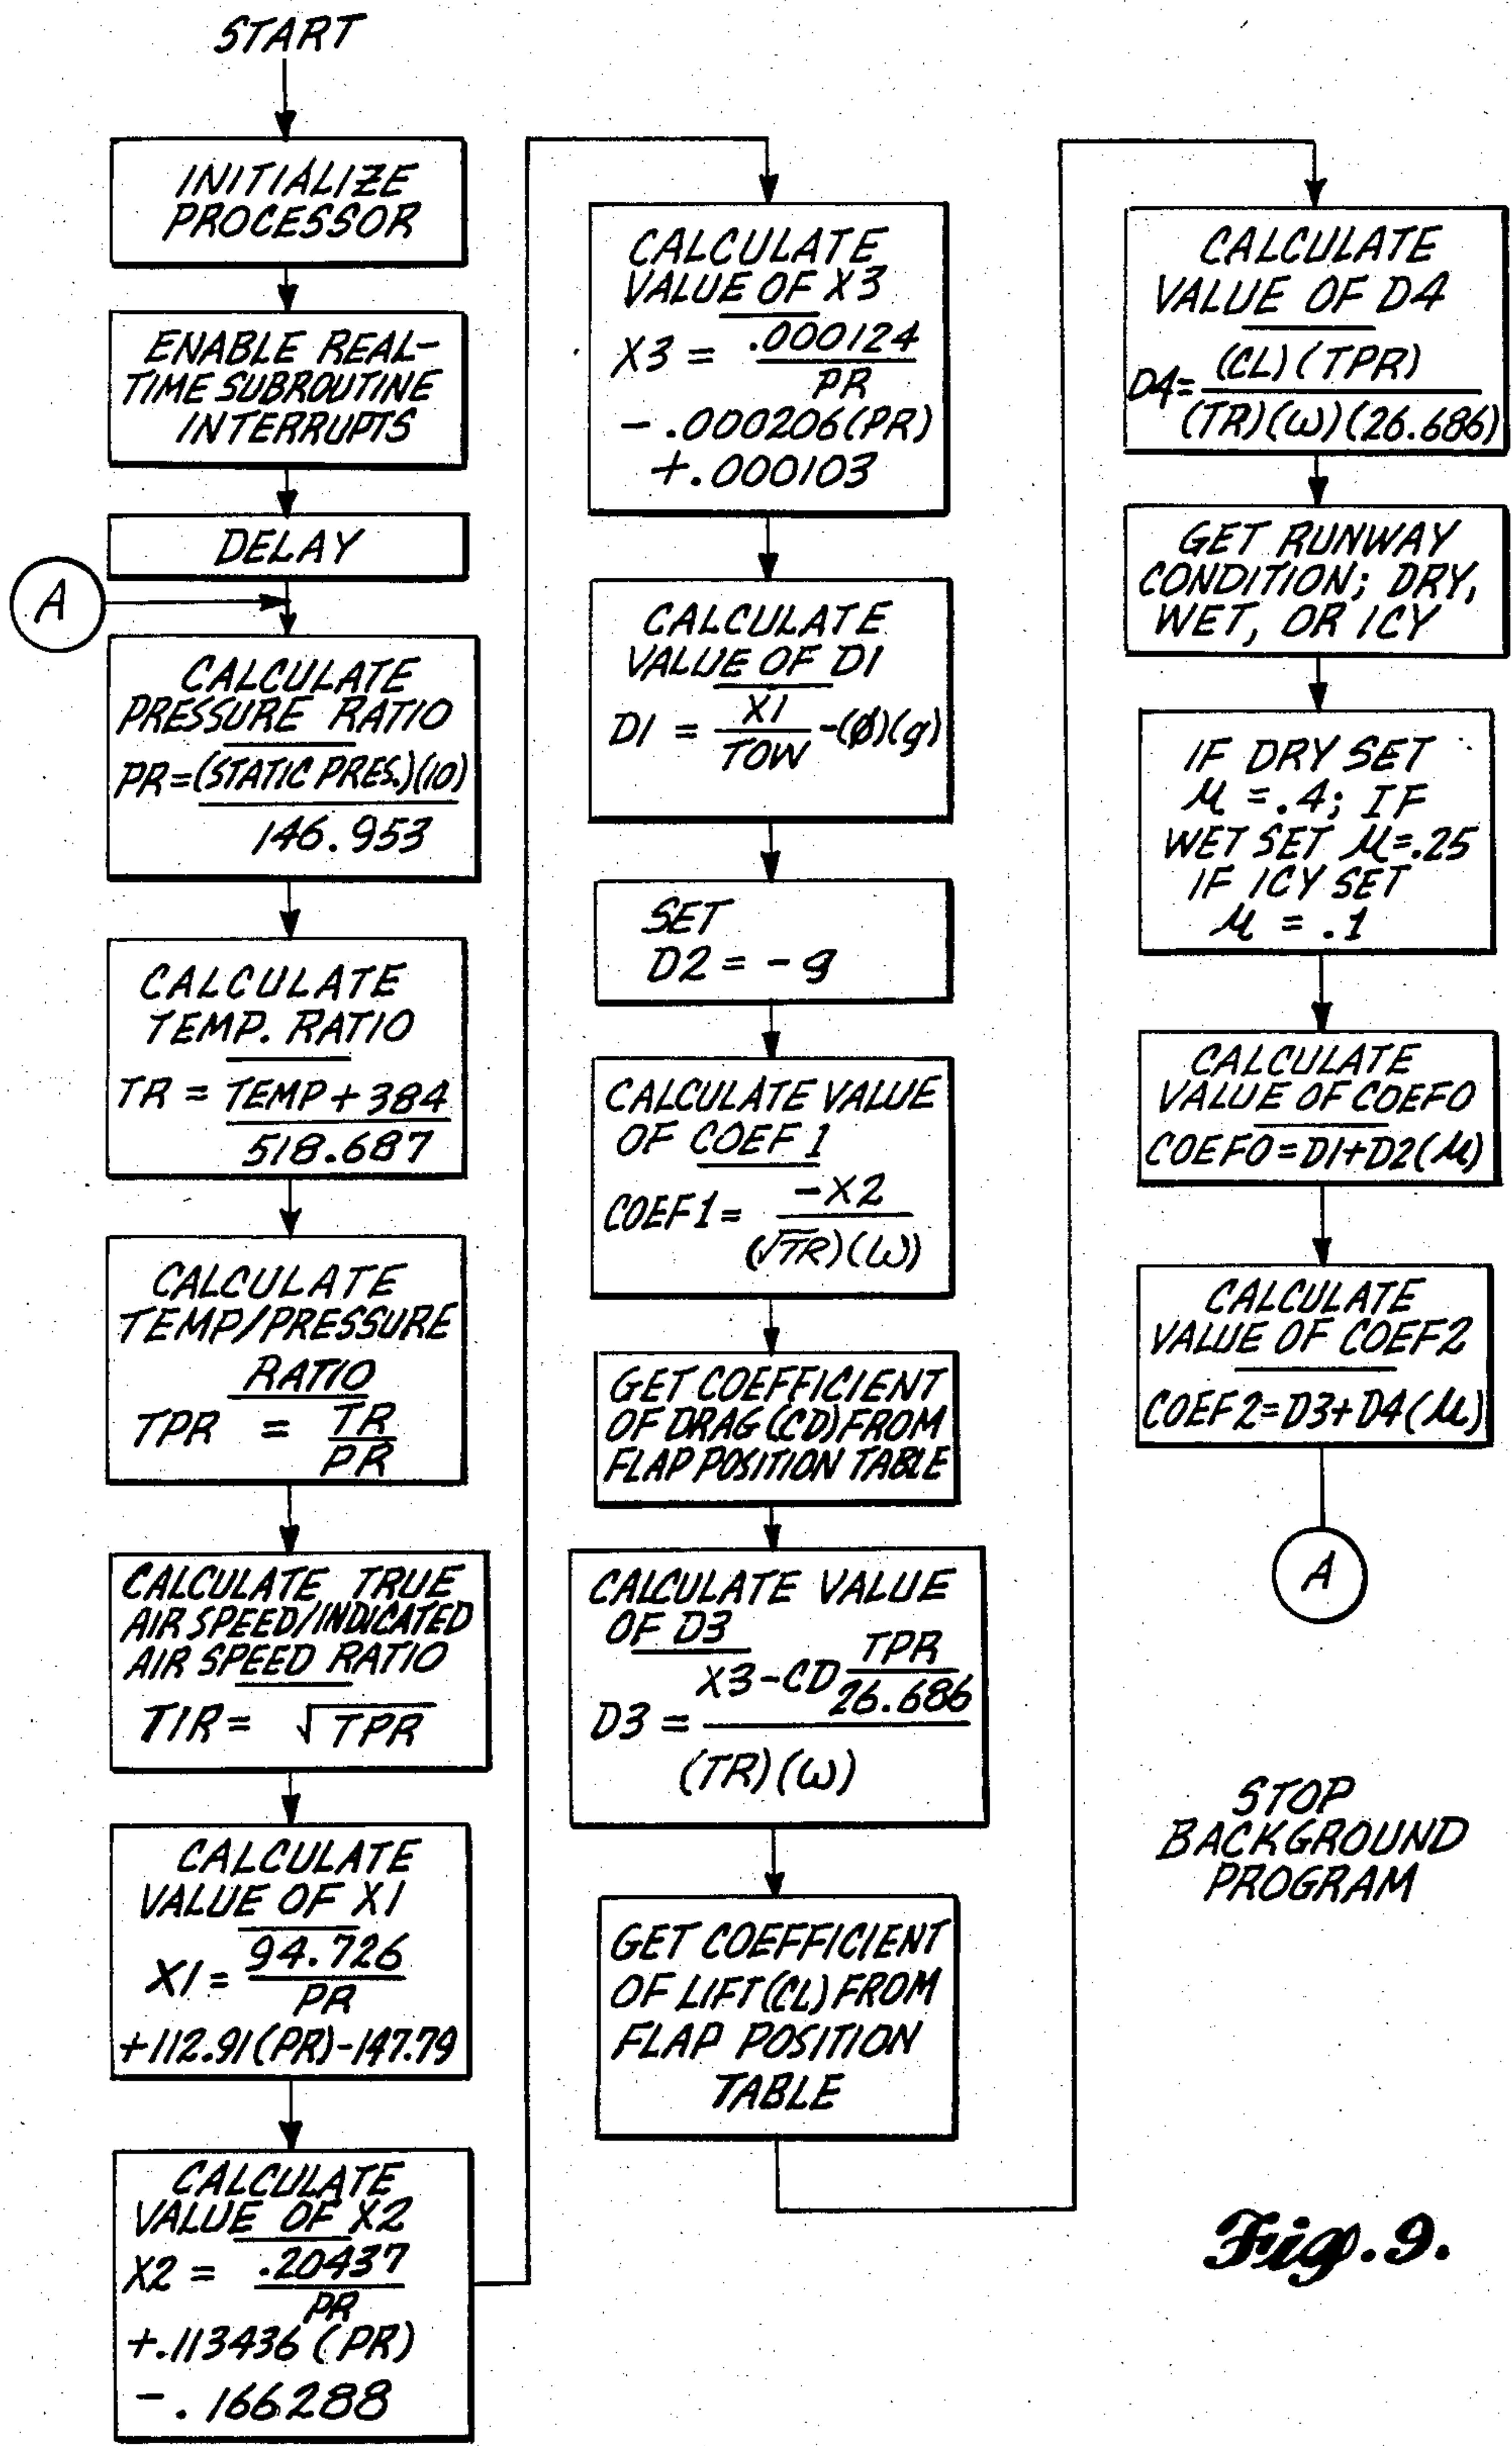 START
INITIALIZE
PROCESSOR
ENABLE REAL-
TIME SUBROUTINE
INTERRUPTS
DELAY
A
CALCULATE
PRESSURE RATIO
PR=(STATIC PRES.)(10)
146.953
CALCULATE
TEMP. RATIO
TR = TEMP + 384
518.687
CALCULATE
TEMP/PRESSURE
RATIO
TPR = TR
PR
CALCULATE TRUE
AIR SPEED/INDICATED
AIR SPEED RATIO
TIR = √TPR
CALCULATE
VALUE OF X1
X1 = 94.726
PR
+112.91(PR)-147.79
CALCULATE
VALUE OF X2
X2 = .20437
PR
+.113436 (PR)
-.166288
CALCULATE
VALUE OF X3
X3 = .000124
PR
-.000206(PR)
+.000103
CALCULATE
VALUE OF D1
D1 = X1
TOW -(ϕ)(g)
SET
D2 = -g
CALCULATE VALUE
OF COEF 1
COEF1 = -X2
(√TR)(ω)
GET COEFFICIENT
OF DRAG (CD) FROM
FLAP POSITION TABLE
CALCULATE VALUE
OF D3
X3-CD TPR
26.686
D3 =
(TR)(ω)
GET COEFFICIENT
OF LIFT (CL) FROM
FLAP POSITION
TABLE
CALCULATE
VALUE OF D4
D4= (CL)(TPR)
(TR)(ω)(26.686)
GET RUNWAY
CONDITION; DRY,
WET, OR ICY
IF DRY SET
μ = .4; IF
WET SET μ=.25
IF ICY SET
μ = .1
CALCULATE
VALUE OF COEF0
COEF0=D1+D2(μ)
CALCULATE
VALUE OF COEF2
COEF2=D3+D4(μ)
A
STOP
BACKGROUND
PROGRAM
Fig. 9.